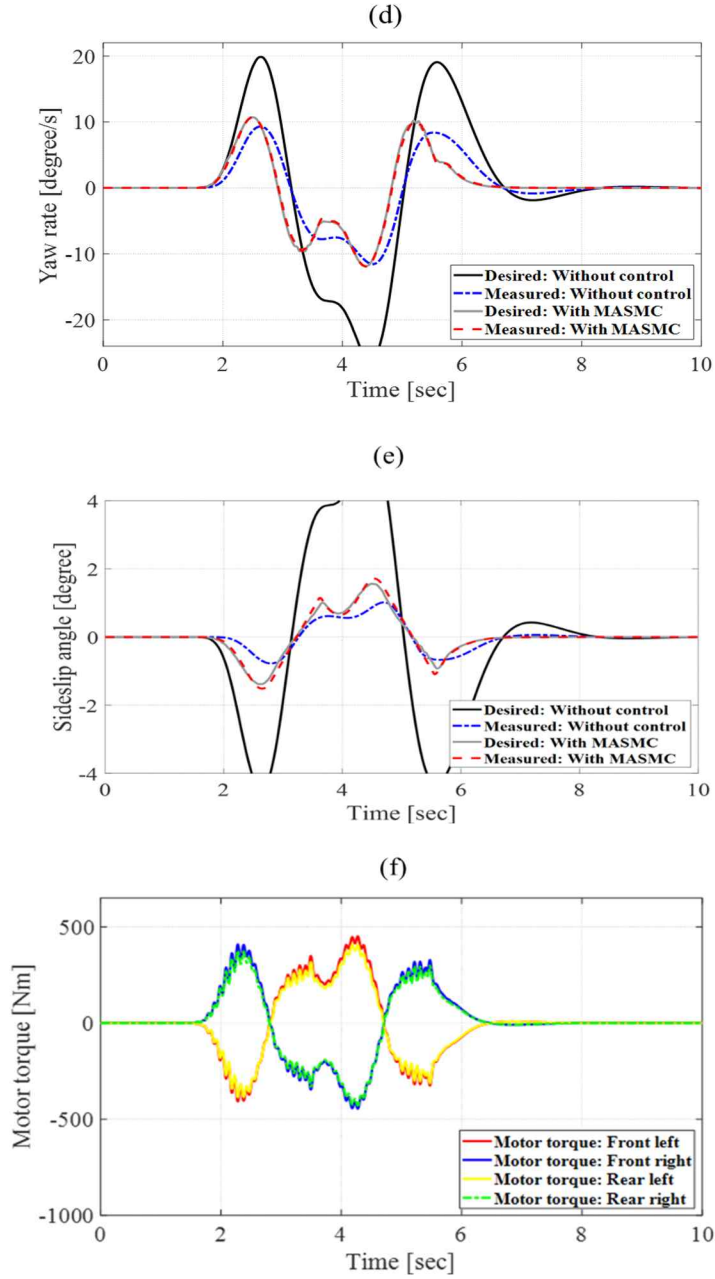 (d)
20
10
0
-10
-20
Yaw rate [degree/s]
Desired: Without control
Measured: Without control
Desired: With MASMC
Measured: With MASMC
0 2 4 6 8 10
Time [sec]
(e)
4
2
0
-2
-4
Sideslip angle [degree]
Desired: Without control
Measured: Without control
Desired: With MASMC
Measured: With MASMC
0 2 4 6 8 10
Time [sec]
(f)
500
0
-500
-1000
Motor torque [Nm]
Motor torque: Front left
Motor torque: Front right
Motor torque: Rear left
Motor torque: Rear right
0 2 4 6 8 10
Time [sec]